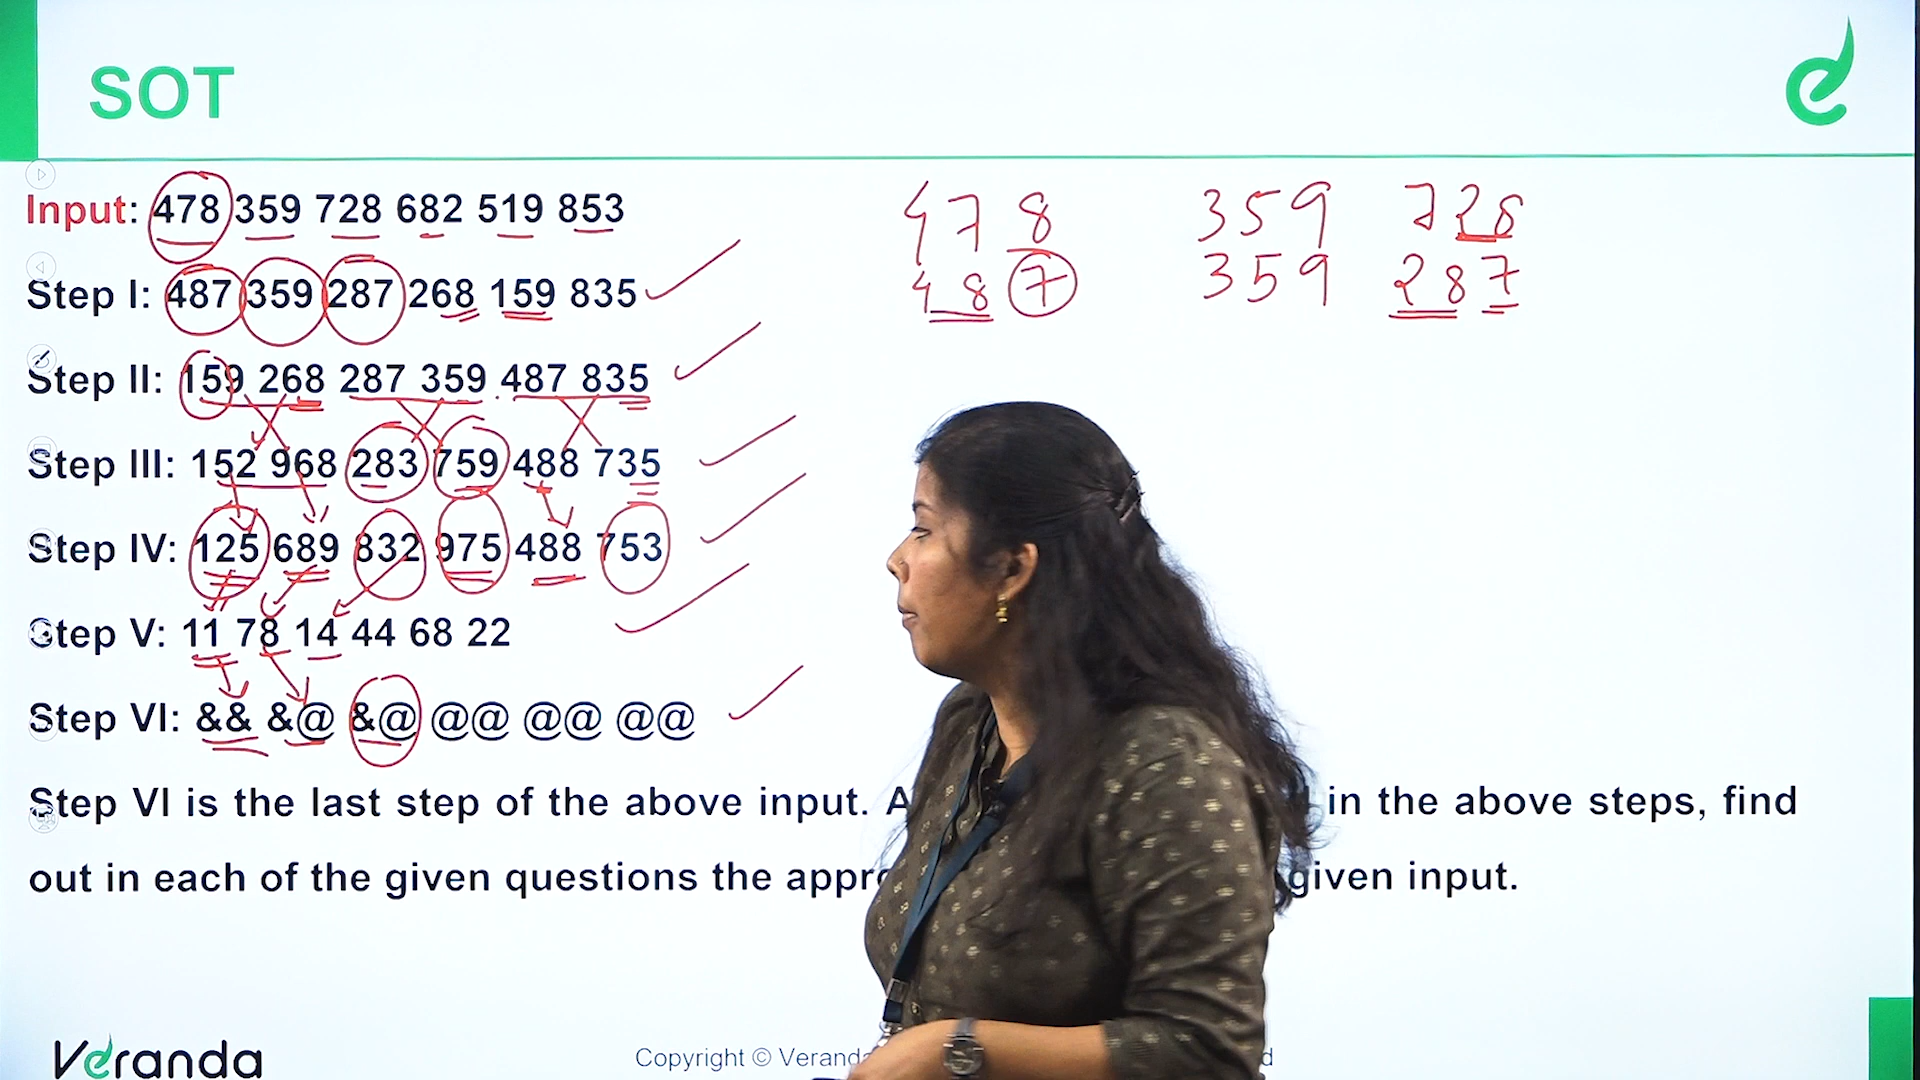 SOT
Input: 478 359 728 682 519 853
478 359 728
Step I: 487 359 287 268 159 835
487 359 287
Step II: 159 268 287 359 487 835
Step III: 152 968 283 759 488 735
Step IV: 125 689 832 975 488 753
Step V: 11 78 14 44 68 22
Step VI: && &@ &@ @@ @@ @@
Step VI is the last step of the above input. in the above steps, find
out in each of the given questions the given input.
Veranda
Copyright ©